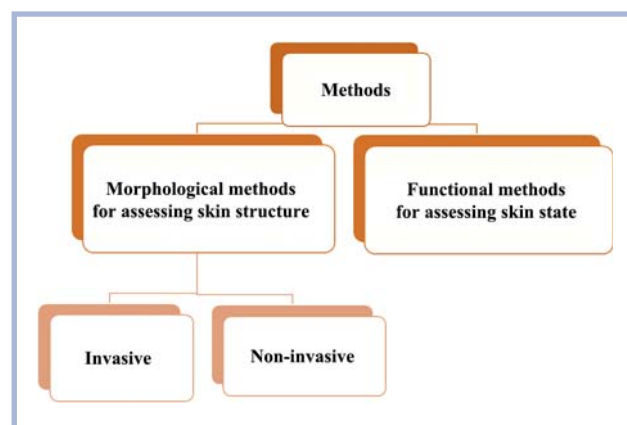 Methods
Morphological methods
for assessing skin structure
Functional methods
for assessing skin state
Invasive
Non-invasive